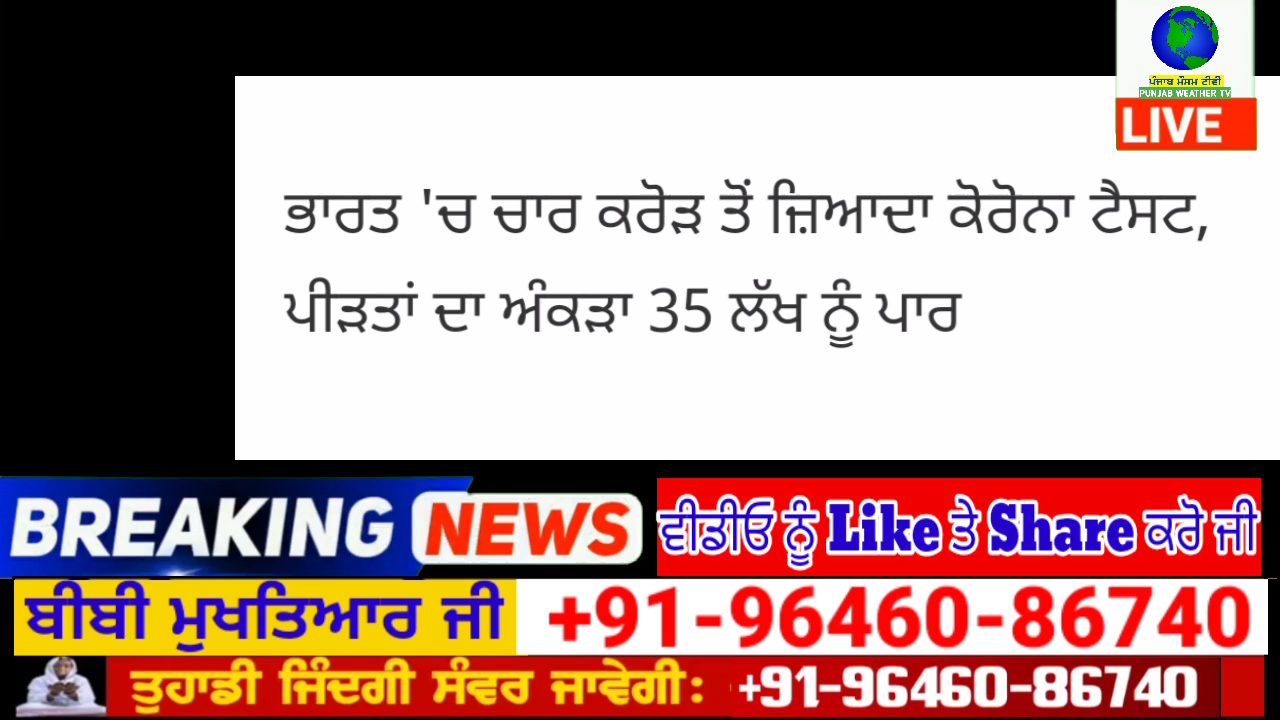 ਪੰਜਾਬ ਮੌਸਮ ਟੀਵੀ
PUNJAB WEATHER TV
LIVE
ਭਾਰਤ 'ਚ ਚਾਰ ਕਰੋੜ ਤੋਂ ਜ਼ਿਆਦਾ ਕੋਰੋਨਾ ਟੈਸਟ,
ਪੀੜਤਾਂ ਦਾ ਅੰਕੜਾ 35 ਲੱਖ ਨੂੰ ਪਾਰ
BREAKING NEWS
ਵੀਡੀਓ ਨੂੰ Like ਤੇ Share ਕਰੋ ਜੀ
ਬੀਬੀ ਮੁਖਤਿਆਰ ਜੀ +91-96460-86740
ਤੁਹਾਡੀ ਜਿੰਦਗੀ ਸੰਵਰ ਜਾਵੇਗੀ: +91-96460-86740